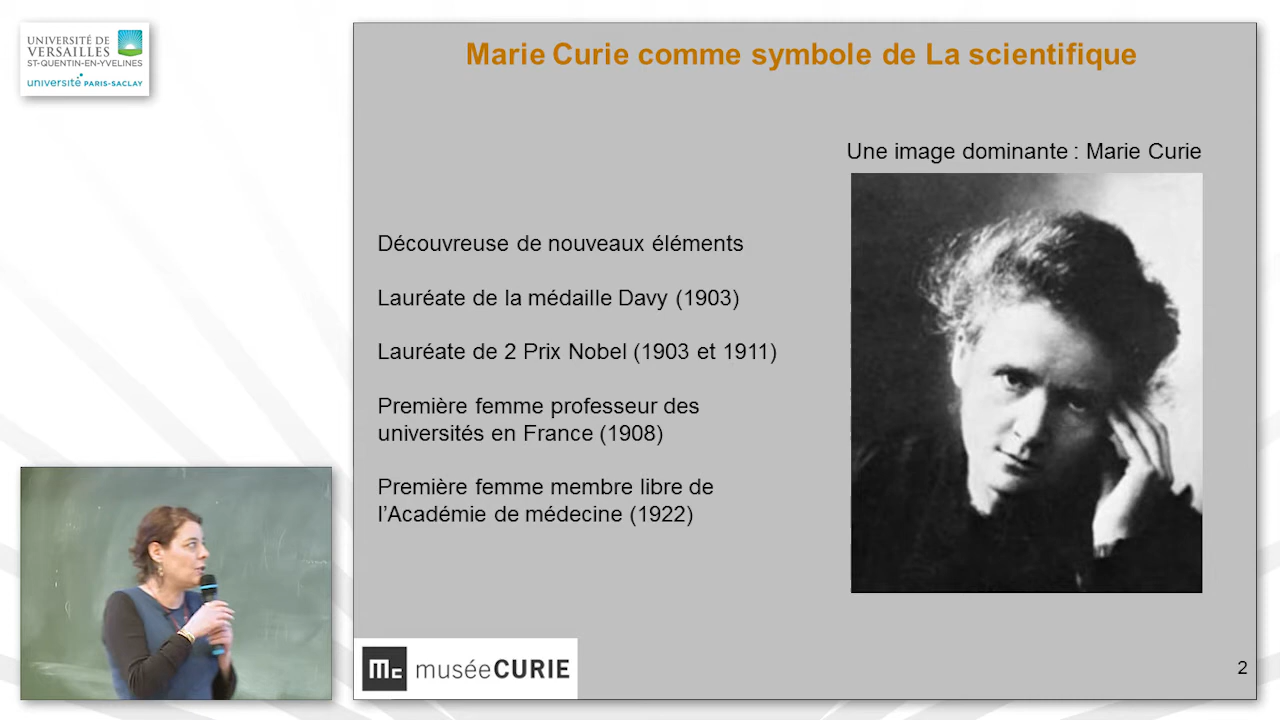 UNIVERSITÉ DE
VERSAILLES
ST-QUENTIN-EN-YVELINES
université PARIS-SACLAY
Marie Curie comme symbole de La scientifique
Une image dominante : Marie Curie
Découvreuse de nouveaux éléments
Lauréate de la médaille Davy (1903)
Lauréate de 2 Prix Nobel (1903 et 1911)
Première femme professeur des
universités en France (1908)
Première femme membre libre de
l’Académie de médecine (1922)
Mc muséeCURIE
2